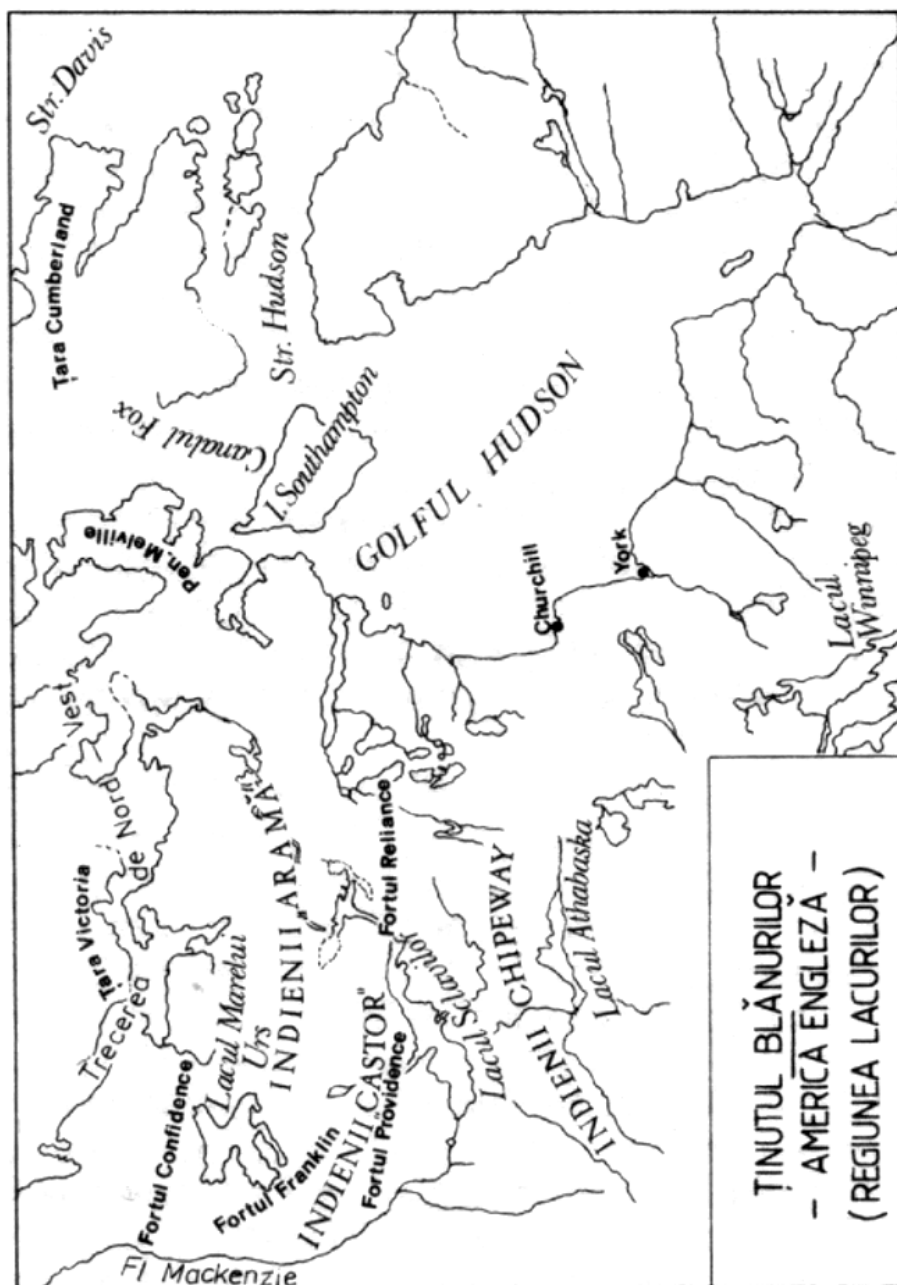 Str. Davis
Țara Cumberland
Str. Hudson
Canalul Fox
I. Southampton
Pen. Melville
GOLFUL HUDSON
Churchill
York
Lacul
Winnipeg
Trecerea de Nord Vest
Țara Victoria
Fortul Confidence
Lacul Marelui
Urs
INDIENII "ARAMA"
Fortul Reliance
Fortul Franklin
INDIENII "CASTOR"
Fortul Providence
Lacul Sclavilor
INDIENII CHIPEWAY
Lacul Athabaska
Fl Mackenzie
ȚINUTUL BLĂNURILOR
- AMERICA ENGLEZĂ -
(REGIUNEA LACURILOR)